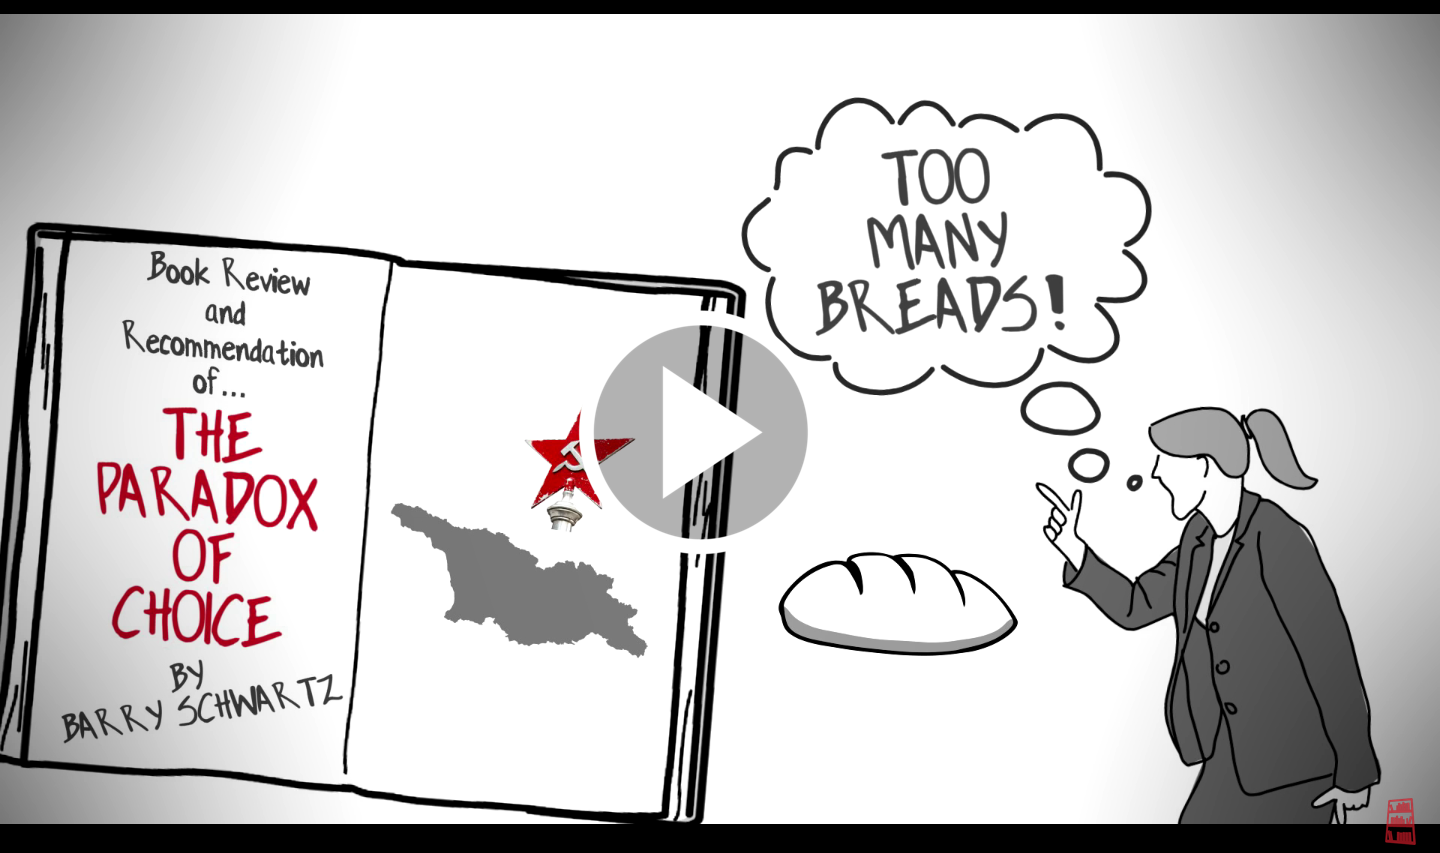 Book Review
and
Recommendation
of...
THE
PARADOX
OF
CHOICE
BY
BARRY SCHWARTZ
TOO
MANY
BREADS!